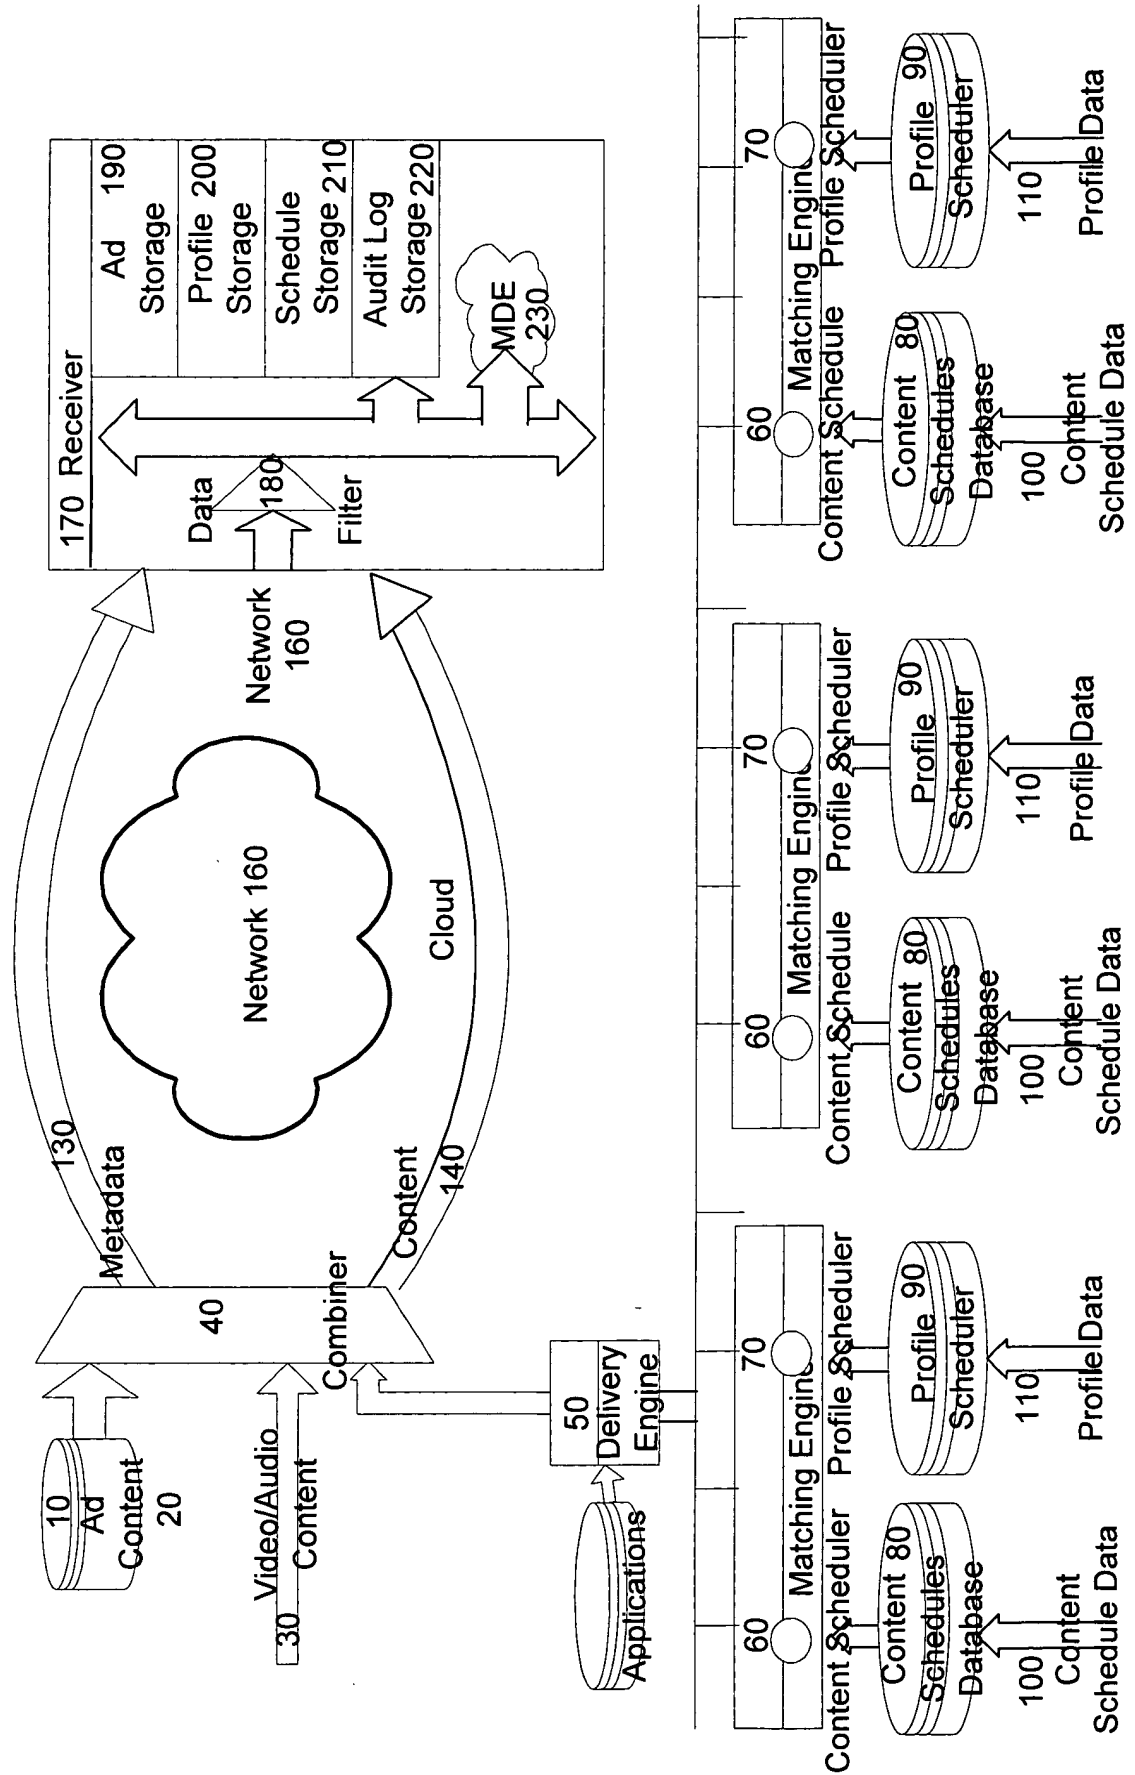 10
Ad
Content
20
Video/Audio
30
Content
40
Combiner
Applications
50
Delivery
Engine
130
Metadata
Content
140
Network 160
Cloud
Network
160
170 Receiver
Data
180
Filter
Ad 190
Storage
Profile 200
Storage
Schedule
Storage 210
Audit Log
Storage 220
MDE
230
60
70
Matching Engine
Content Scheduler
Profile Scheduler
Content 80
Schedules
Database
100
Content
Schedule Data
Profile 90
Scheduler
110
Profile Data
60
70
Matching Engine
Content Schedule
Profile Scheduler
Content 80
Schedules
Database
100
Content
Schedule Data
Profile 90
Scheduler
110
Profile Data
60
70
Matching Engine
Content Schedule
Profile Scheduler
Content 80
Schedules
Database
100
Content
Schedule Data
Profile 90
Scheduler
110
Profile Data